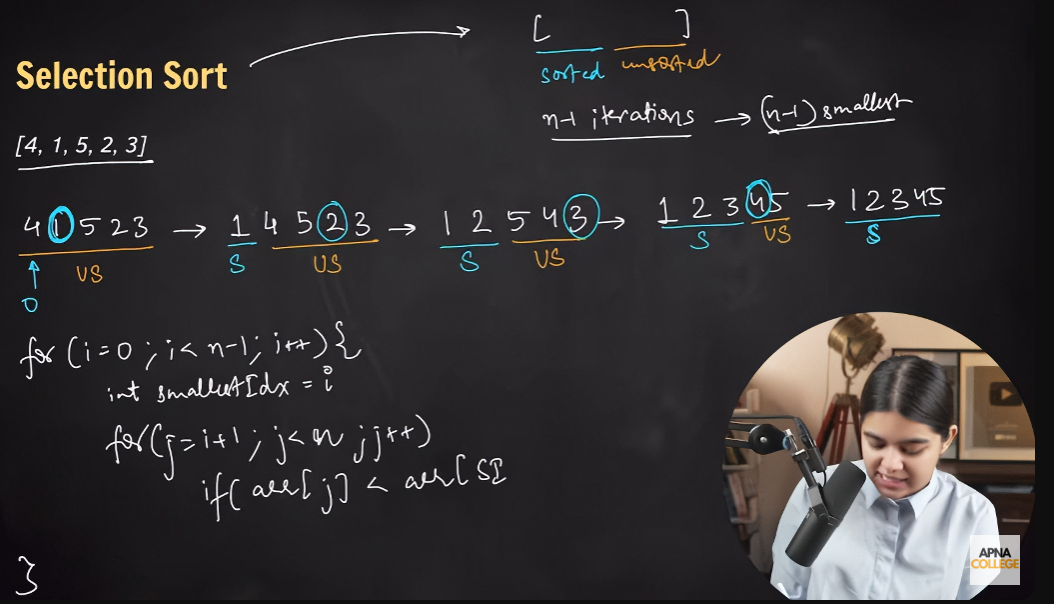 [ ]
sorted unsorted
Selection Sort
n-1 iterations → (n-1) smallest
[4, 1, 5, 2, 3]
4 1 5 2 3 → 1 4 5 2 3 → 1 2 5 4 3 → 1 2 3 4 5 → 1 2 3 4 5
US S US S US S US S
0
for (i=0 ; i< n-1; i++) {
int smallestIdx = i
for(j=i+1 ; j<n ; j++)
if( arr[j] < arr[SI
}
APNA
COLLEGE